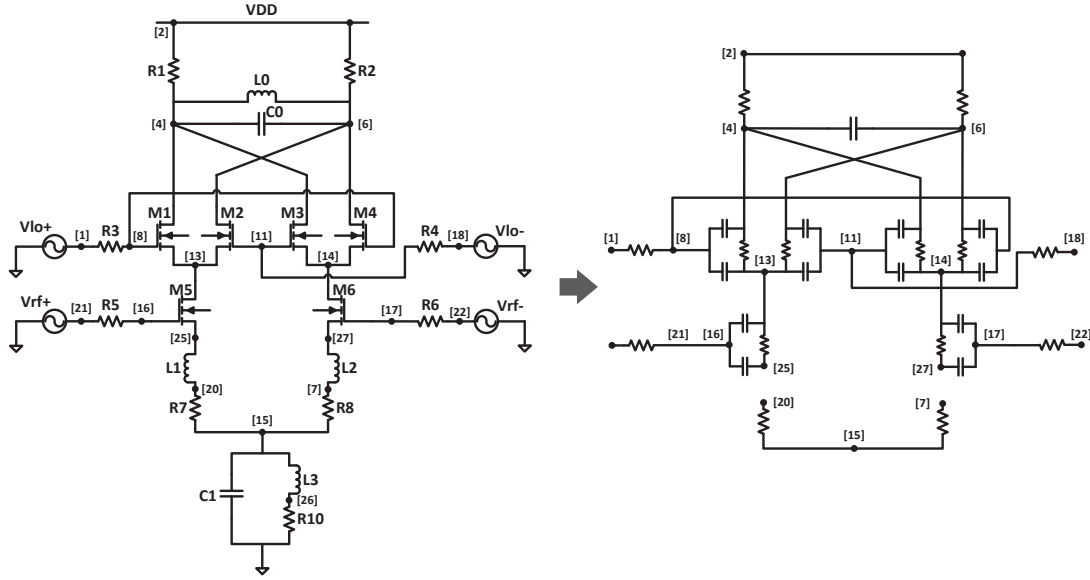 VDD
[2]
R1
R2
L0
C0
[4]
[6]
M1
M2
M3
M4
Vlo+
[1]
R3
[8]
[11]
R4
[18]
Vlo-
[13]
[14]
M5
M6
Vrf+
[21]
R5
[16]
[17]
R6
[22]
Vrf-
[25]
[27]
L1
L2
[20]
[7]
R7
R8
[15]
C1
L3
[26]
R10
[2]
[4]
[6]
[1]
[8]
[11]
[18]
[13]
[14]
[21]
[16]
[17]
[22]
[25]
[27]
[20]
[7]
[15]